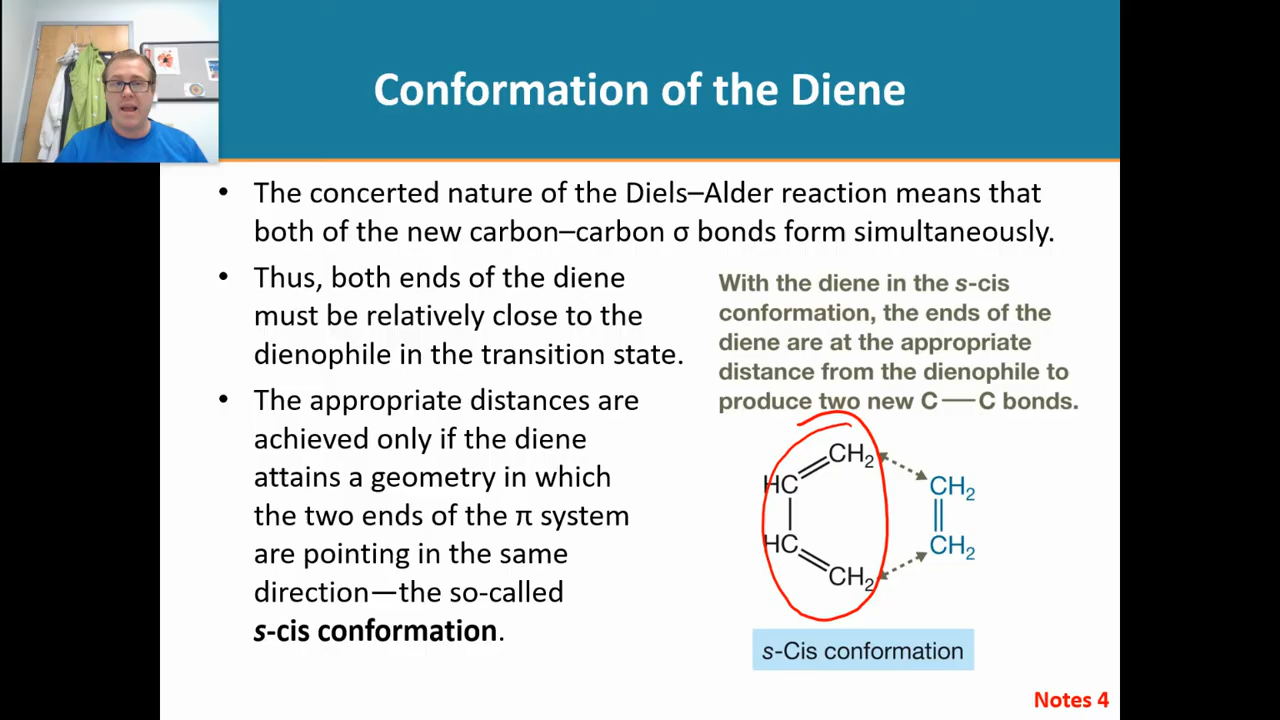 Conformation of the Diene
• The concerted nature of the Diels–Alder reaction means that
both of the new carbon–carbon σ bonds form simultaneously.
• Thus, both ends of the diene
must be relatively close to the
dienophile in the transition state.
• The appropriate distances are
achieved only if the diene
attains a geometry in which
the two ends of the π system
are pointing in the same
direction—the so-called
s-cis conformation.
With the diene in the s-cis
conformation, the ends of the
diene are at the appropriate
distance from the dienophile to
produce two new C—C bonds.
CH₂
HC
CH₂
HC
CH₂
CH₂
s-Cis conformation
Notes 4